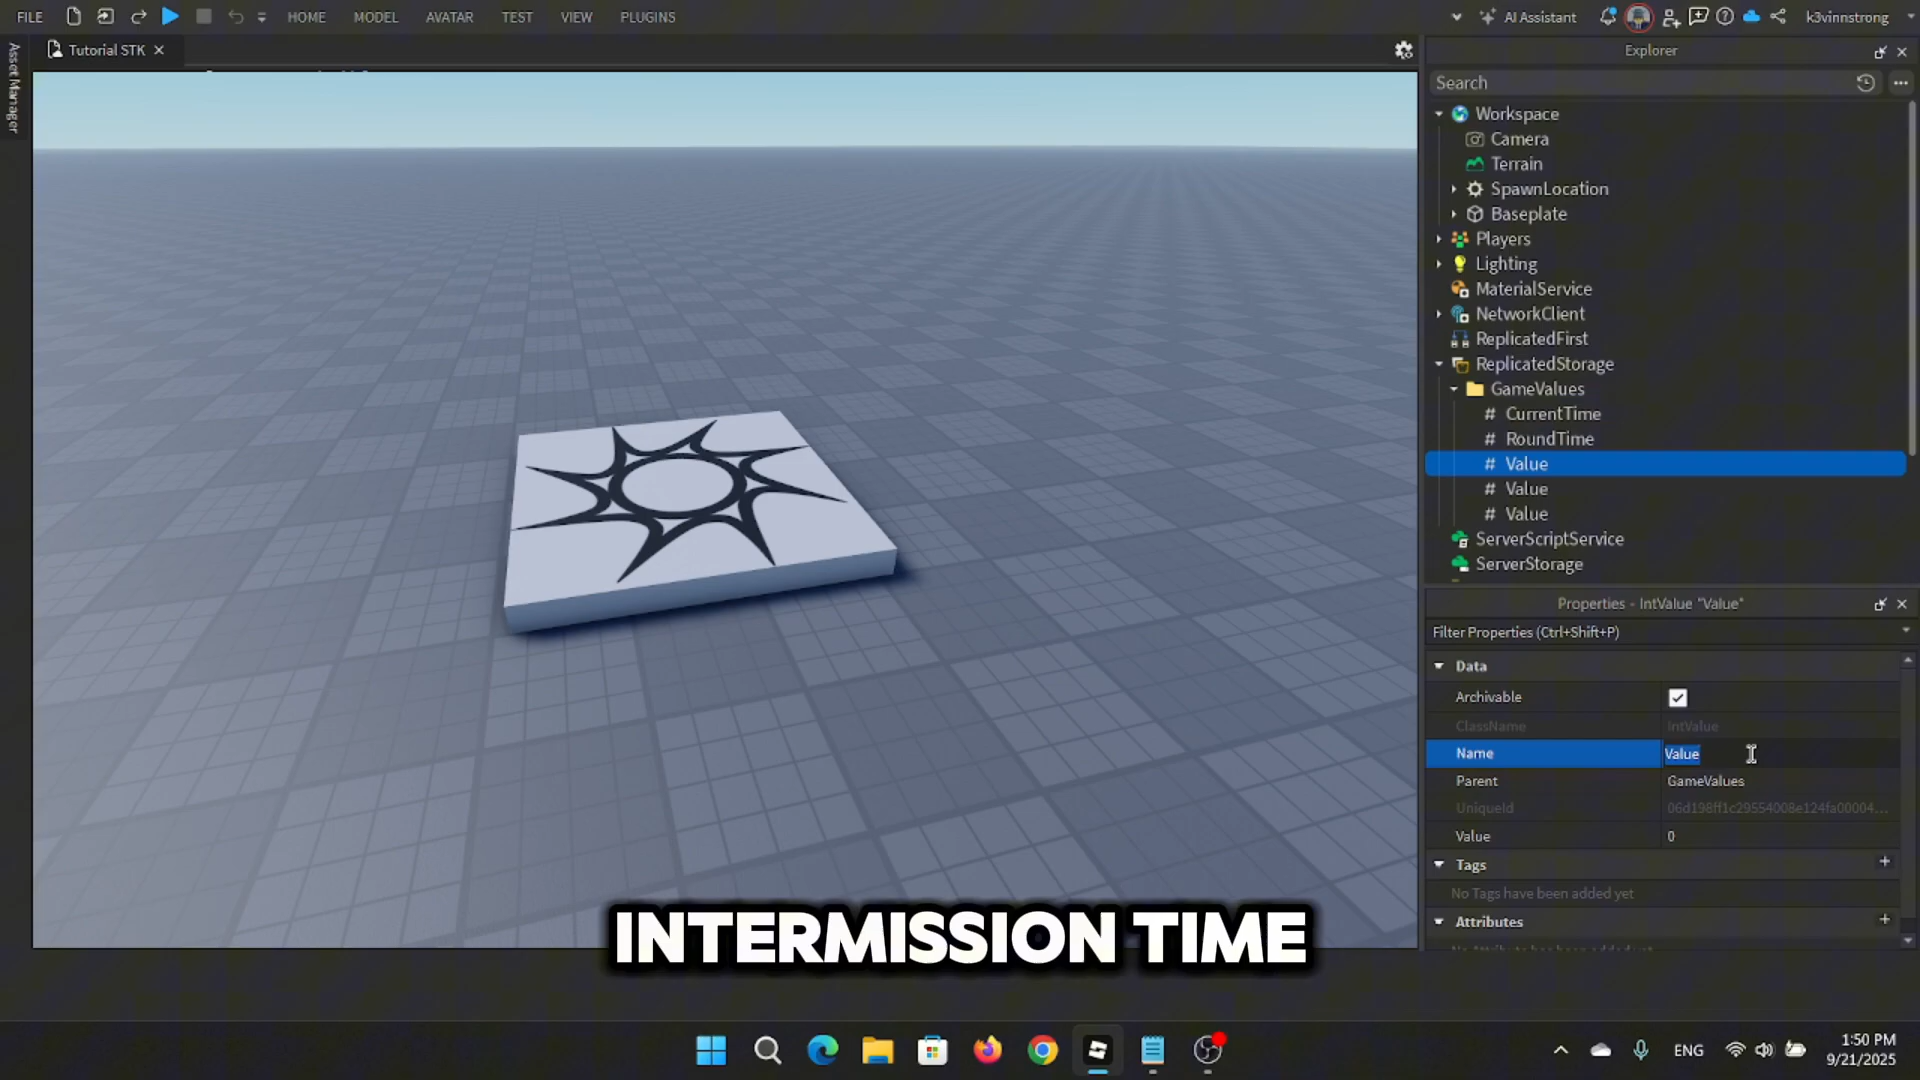 FILE
HOME
MODEL
AVATAR
TEST
VIEW
PLUGINS
AI Assistant
k3vinnstrong
Asset Manager
Tutorial STK
Explorer
Search
Workspace
Camera
Terrain
SpawnLocation
Baseplate
Players
Lighting
MaterialService
NetworkClient
ReplicatedFirst
ReplicatedStorage
GameValues
# CurrentTime
# RoundTime
# Value
# Value
# Value
ServerScriptService
ServerStorage
Properties - IntValue "Value"
Filter Properties (Ctrl+Shift+P)
Data
Archivable
ClassName IntValue
Name Value
Parent GameValues
UniqueId 06d198ff1c29554008e124fa00004...
Value 0
Tags
No Tags have been added yet
Attributes
INTERMISSION TIME
ENG
1:50 PM
9/21/2025